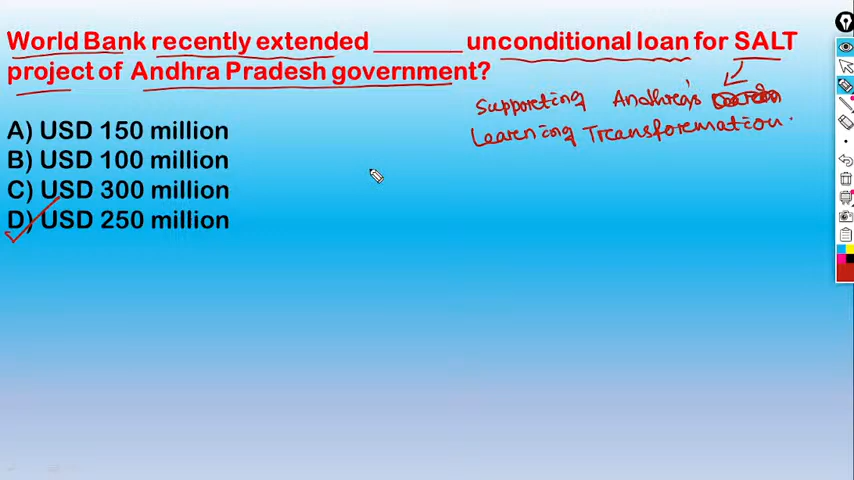 World Bank recently extended _______ unconditional loan for SALT
project of Andhra Pradesh government?
Supporting Andhra's
Learning Transformation.
A) USD 150 million
B) USD 100 million
C) USD 300 million
D) USD 250 million